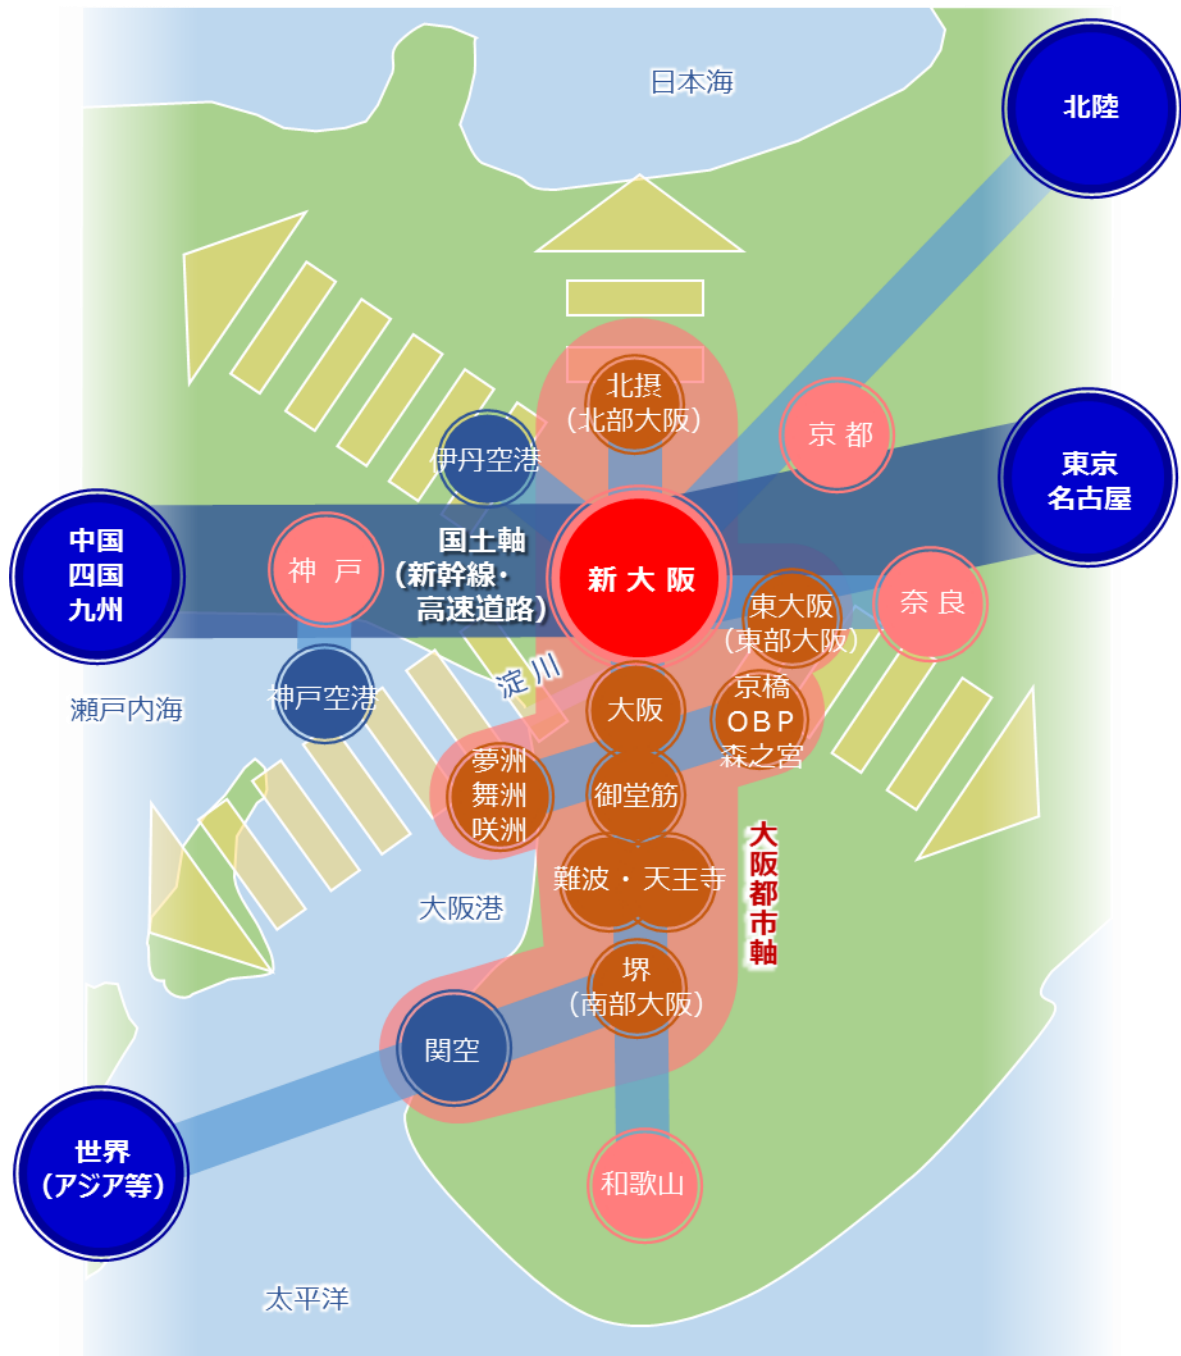 日本海
北陸
北摂
（北部大阪）
京 都
伊丹空港
東京
名古屋
中国
四国
九州
神 戸
国土軸
（新幹線・
高速道路）
新 大 阪
東大阪
（東部大阪）
奈 良
淀 川
神戸空港
瀬戸内海
大阪
京橋
ＯＢＰ
森之宮
夢洲
舞洲
咲洲
御堂筋
大阪都市軸
難波・天王寺
大阪港
堺
（南部大阪）
関空
世界
（アジア等）
和歌山
太平洋